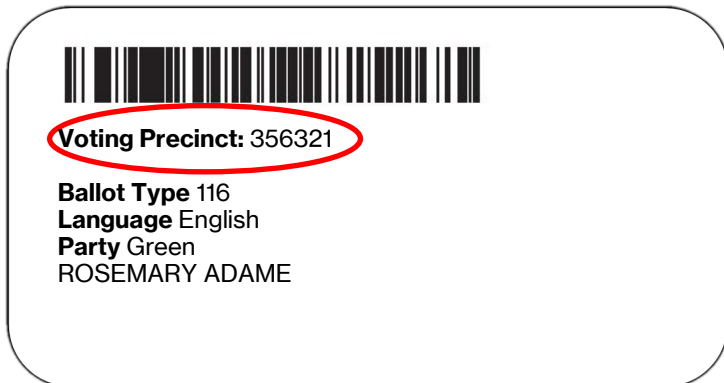 Voting Precinct: 356321
Ballot Type 116
Language English
Party Green
ROSEMARY ADAME